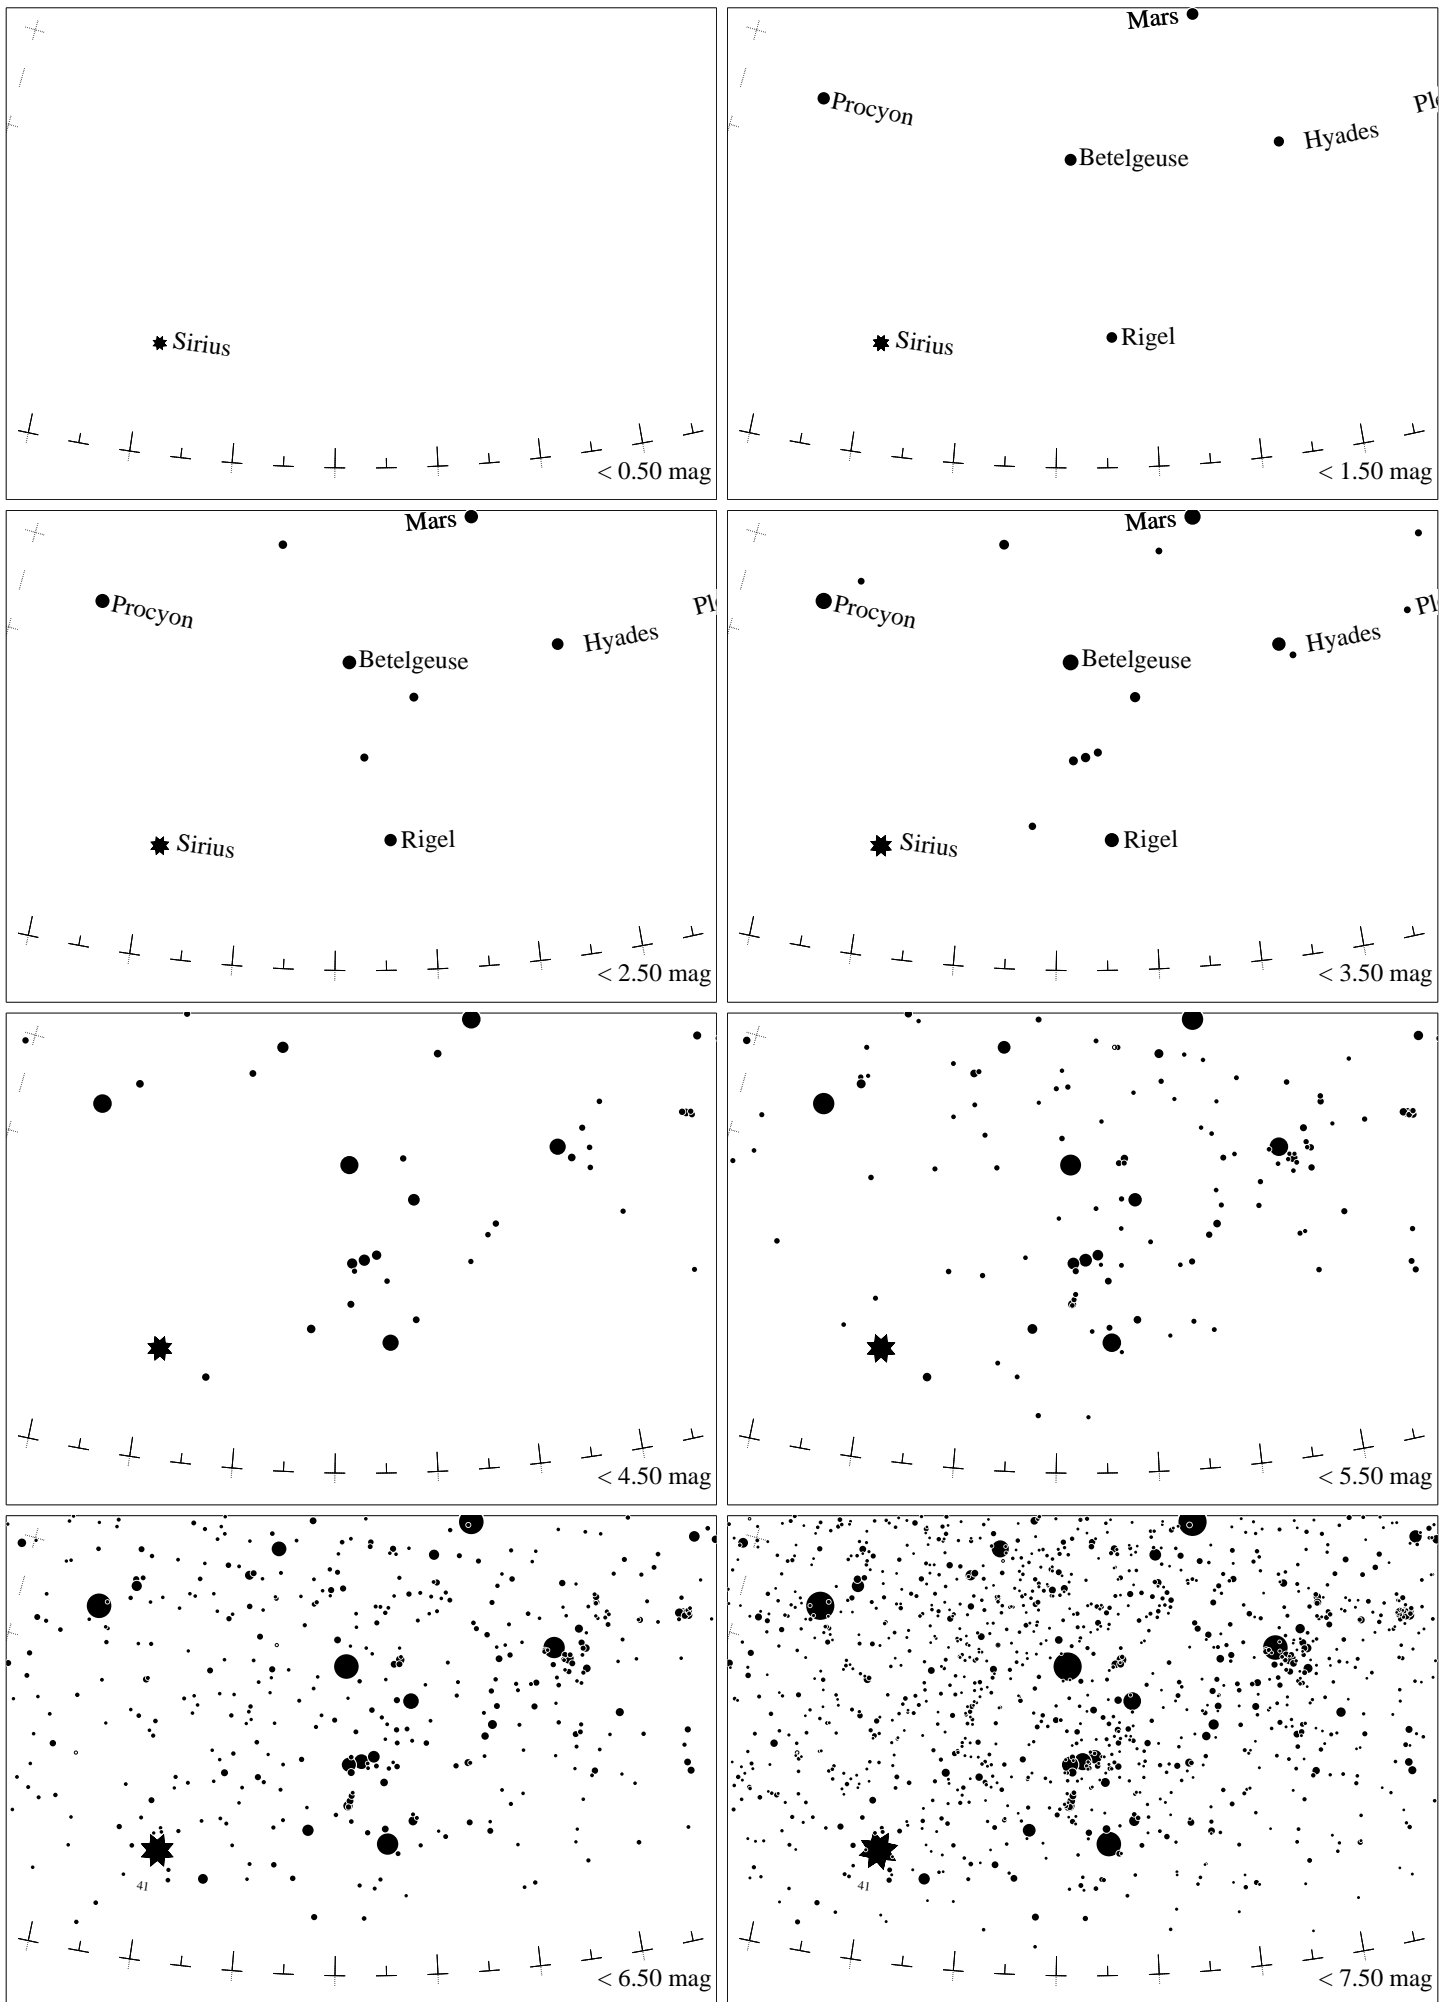 Sirius
< 0.50 mag
Mars
Procyon
Ple
Hyades
Betelgeuse
Sirius
Rigel
< 1.50 mag
Mars
Procyon
Ple
Hyades
Betelgeuse
Sirius
Rigel
< 2.50 mag
Mars
Procyon
Pl
Hyades
Betelgeuse
Sirius
Rigel
< 3.50 mag
< 4.50 mag
< 5.50 mag
41
< 6.50 mag
41
< 7.50 mag